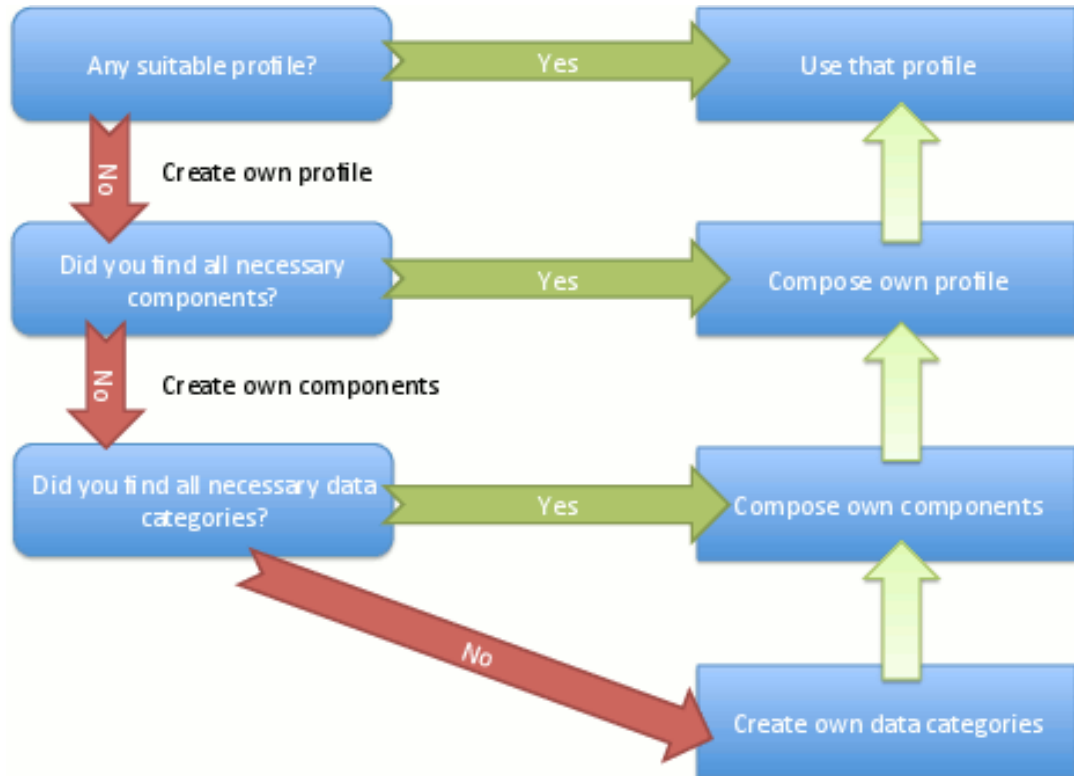 Any suitable profile?
Yes
Use that profile
No
Create own profile
Did you find all necessary
components?
Yes
Compose own profile
No
Create own components
Did you find all necessary data
categories?
Yes
Compose own components
No
Create own data categories